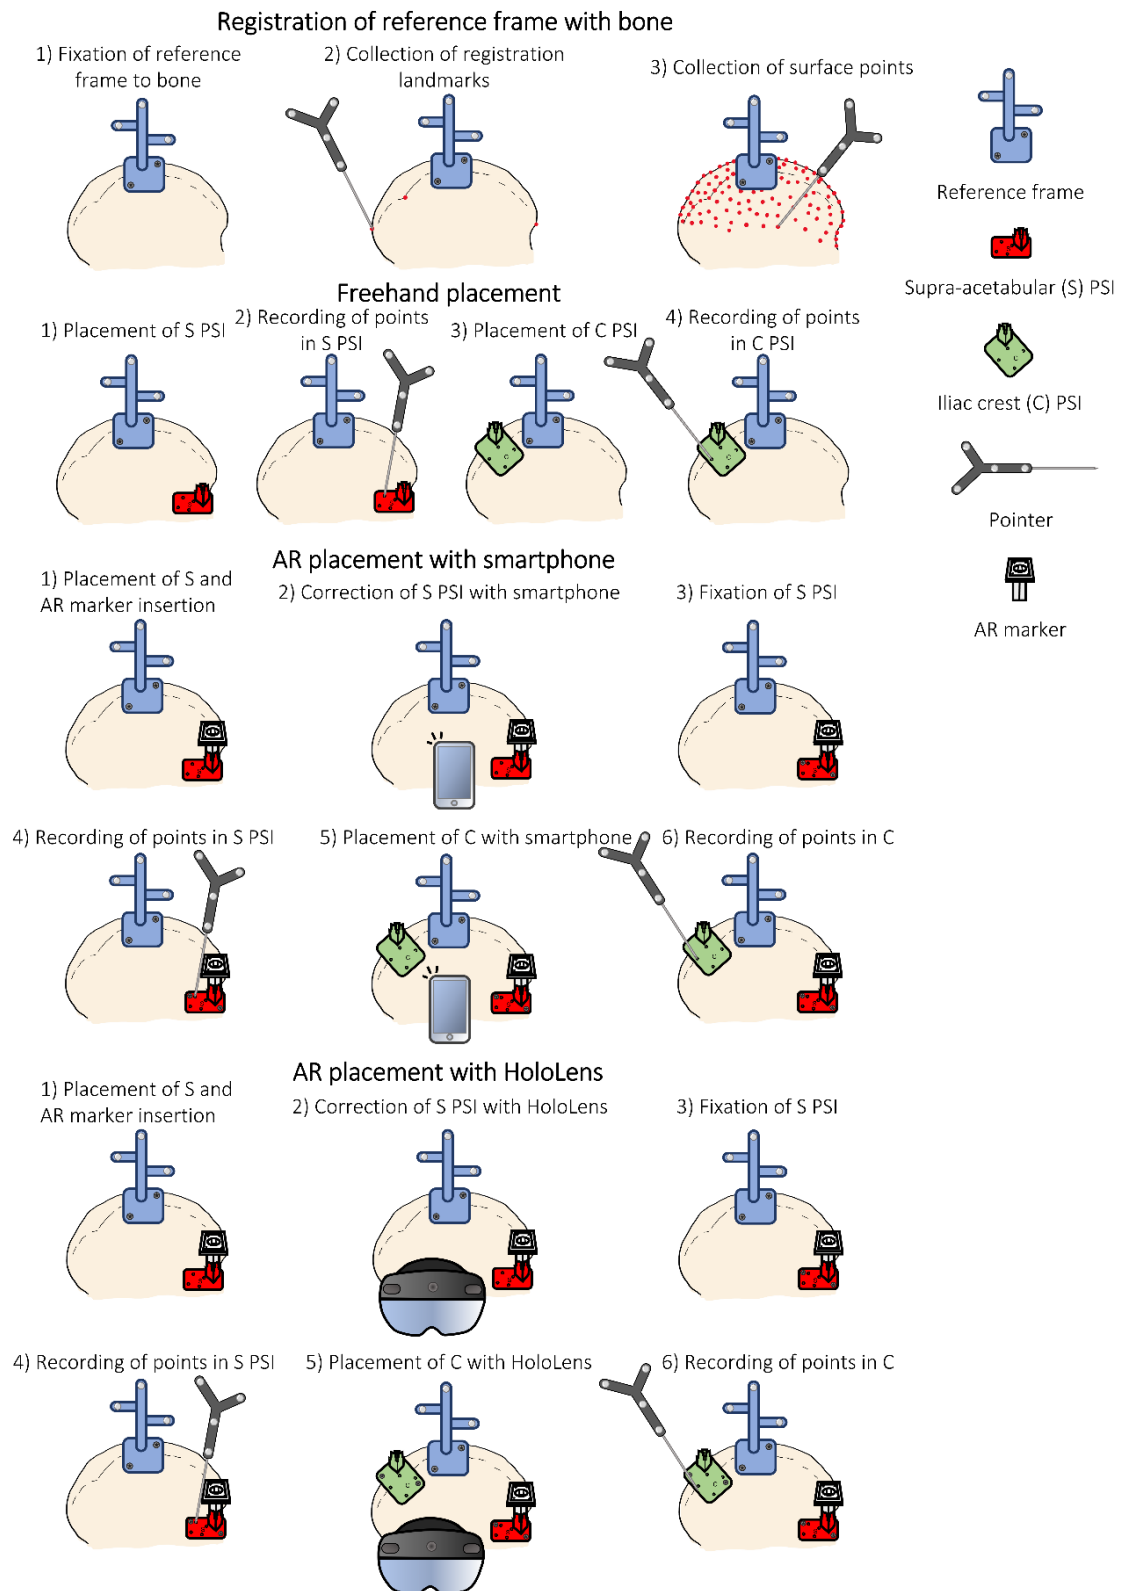 Registration of reference frame with bone
1) Fixation of reference
frame to bone
2) Collection of registration
landmarks
3) Collection of surface points
Reference frame
Supra-acetabular (S) PSI
Iliac crest (C) PSI
Pointer
AR marker
Freehand placement
1) Placement of S PSI
2) Recording of points
in S PSI
3) Placement of C PSI
4) Recording of points
in C PSI
AR placement with smartphone
1) Placement of S and
AR marker insertion
2) Correction of S PSI with smartphone
3) Fixation of S PSI
4) Recording of points in S PSI
5) Placement of C with smartphone
6) Recording of points in C
AR placement with HoloLens
1) Placement of S and
AR marker insertion
2) Correction of S PSI with HoloLens
3) Fixation of S PSI
4) Recording of points in S PSI
5) Placement of C with HoloLens
6) Recording of points in C